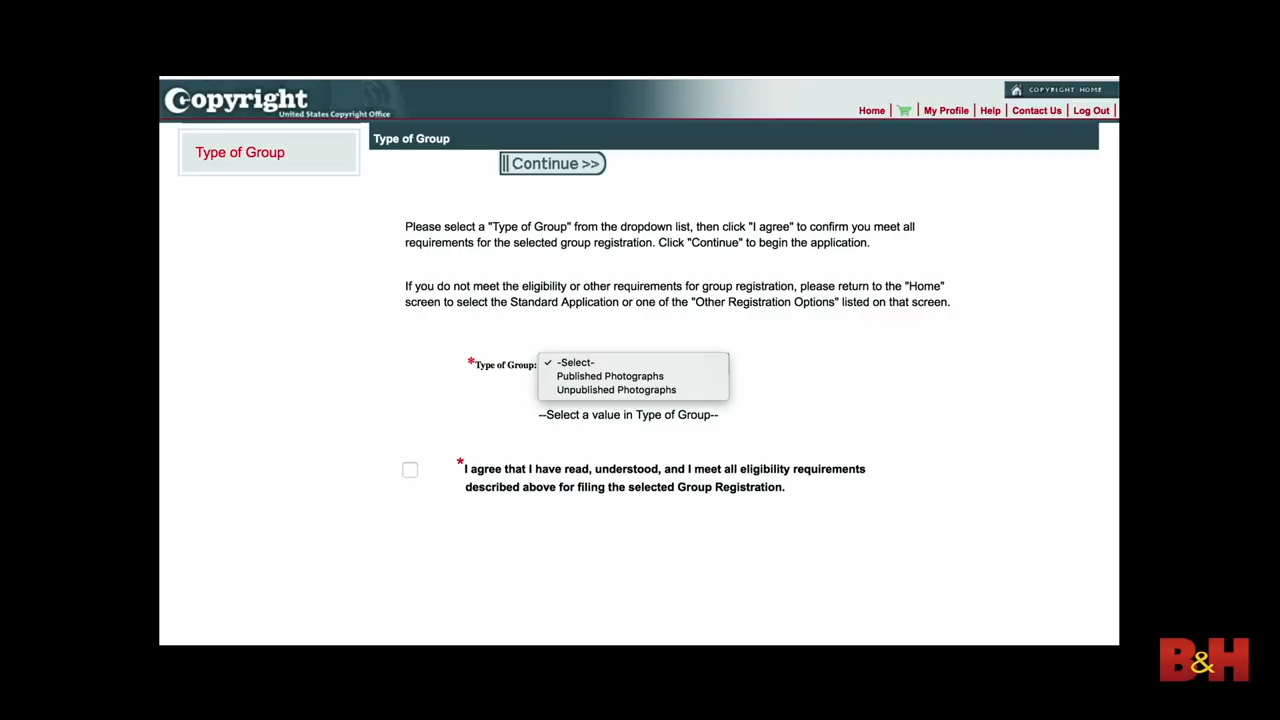 Copyright
United States Copyright Office
COPYRIGHT HOME
Home | My Profile | Help | Contact Us | Log Out |
Type of Group
Type of Group
Continue >>
Please select a "Type of Group" from the dropdown list, then click "I agree" to confirm you meet all
requirements for the selected group registration. Click "Continue" to begin the application.
If you do not meet the eligibility or other requirements for group registration, please return to the "Home"
screen to select the Standard Application or one of the "Other Registration Options" listed on that screen.
*Type of Group: ✓ -Select-
Published Photographs
Unpublished Photographs
--Select a value in Type of Group--
*I agree that I have read, understood, and I meet all eligibility requirements
described above for filing the selected Group Registration.
B&H